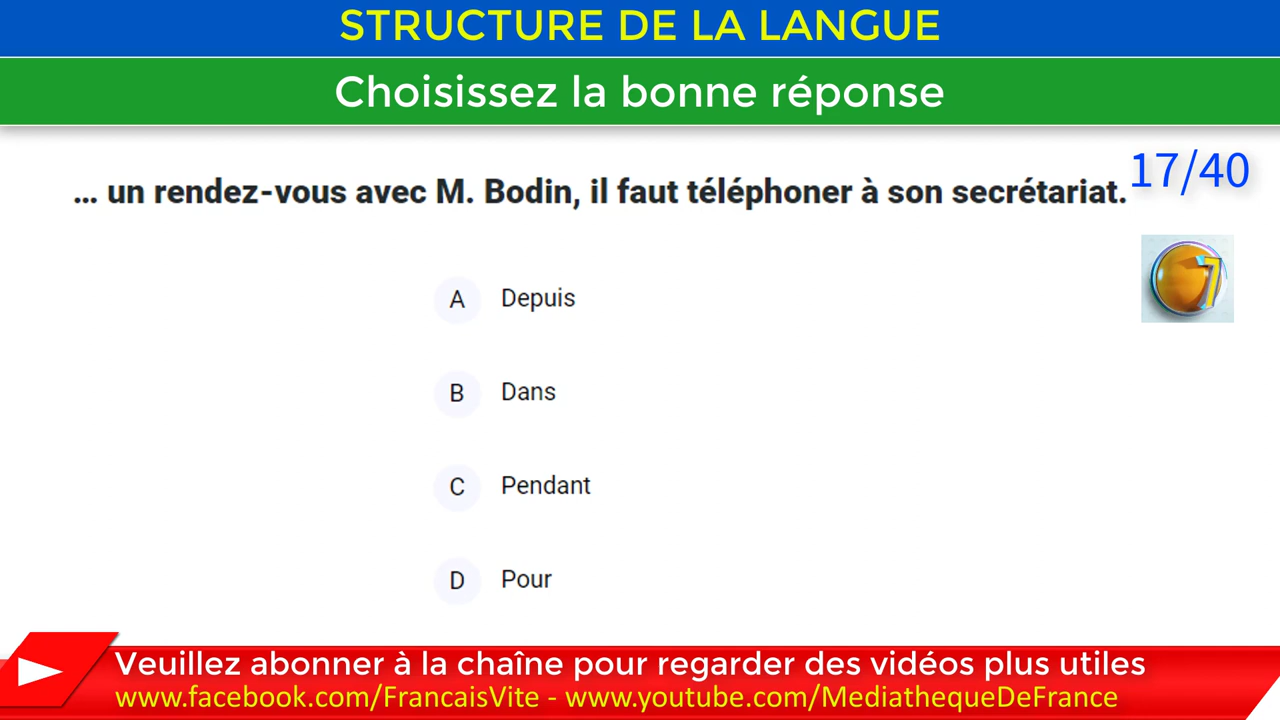 STRUCTURE DE LA LANGUE
Choisissez la bonne réponse
17/40
... un rendez-vous avec M. Bodin, il faut téléphoner à son secrétariat.
7
A Depuis
B Dans
C Pendant
D Pour
Veuillez abonner à la chaîne pour regarder des vidéos plus utiles
www.facebook.com/FrancaisVite - www.youtube.com/MediathequeDeFrance